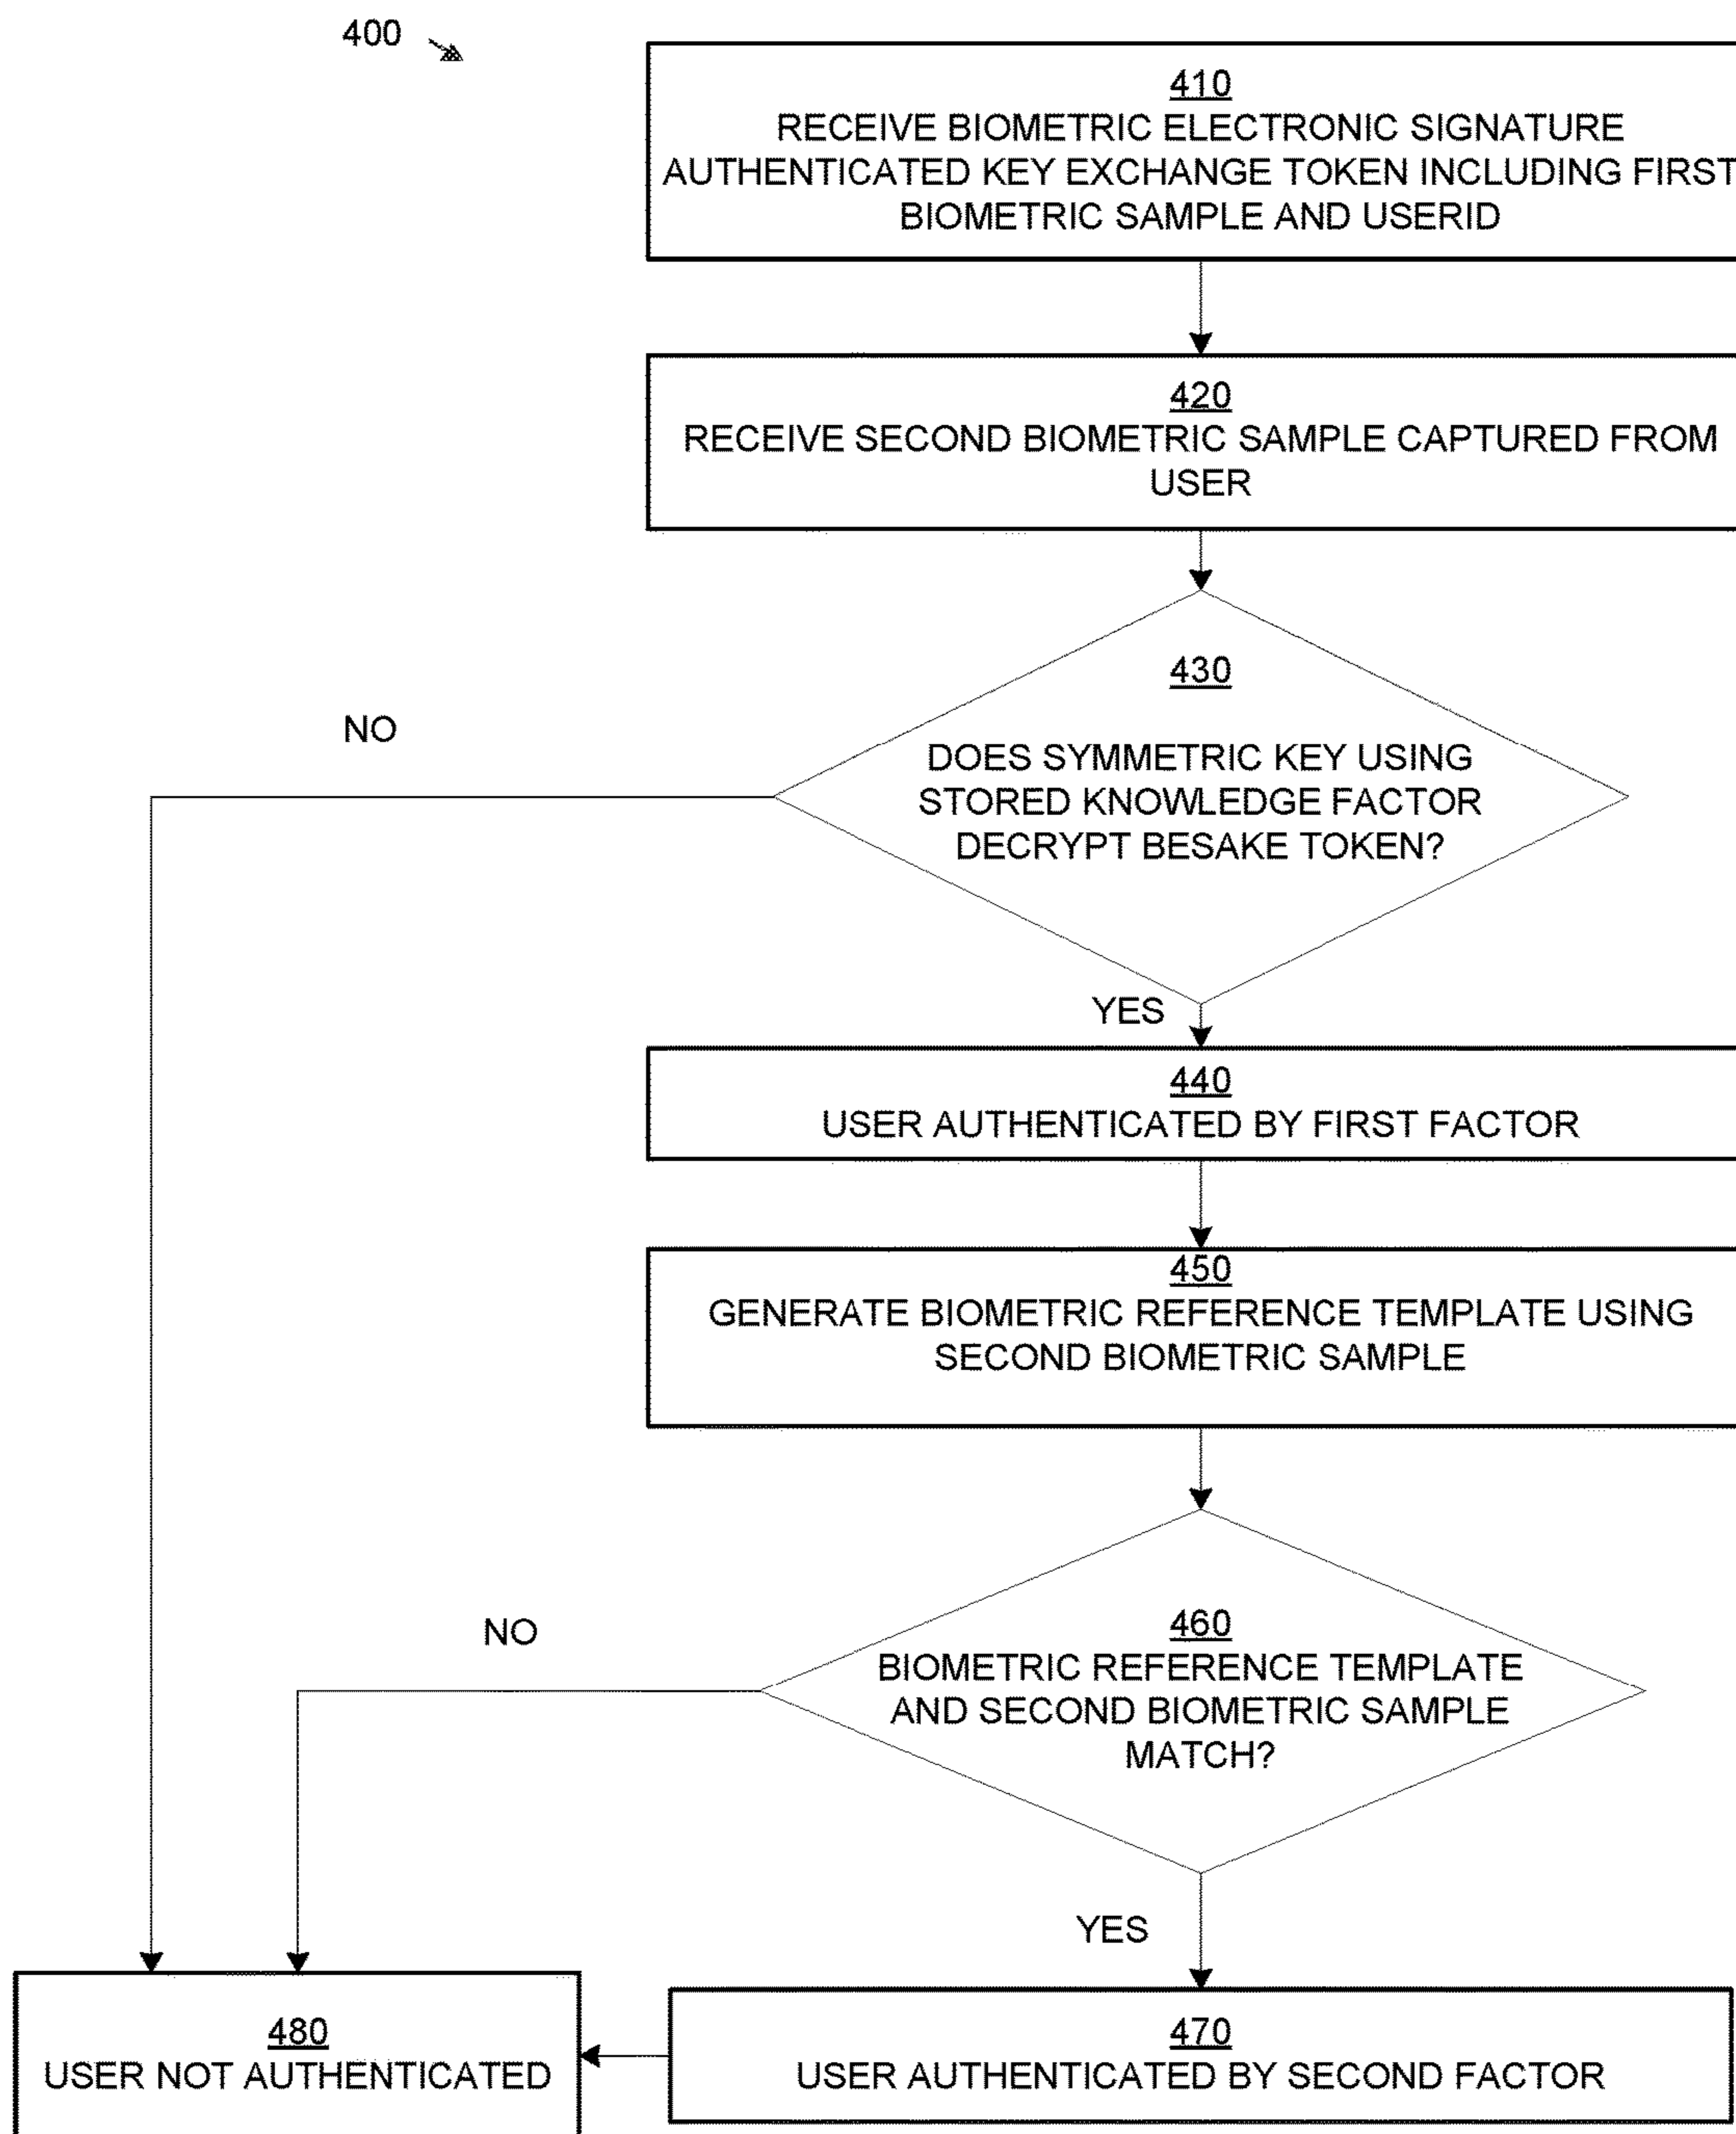 400
410
RECEIVE BIOMETRIC ELECTRONIC SIGNATURE
AUTHENTICATED KEY EXCHANGE TOKEN INCLUDING FIRST
BIOMETRIC SAMPLE AND USERID
420
RECEIVE SECOND BIOMETRIC SAMPLE CAPTURED FROM
USER
430
NO
DOES SYMMETRIC KEY USING
STORED KNOWLEDGE FACTOR
DECRYPT BESAKE TOKEN?
YES
440
USER AUTHENTICATED BY FIRST FACTOR
450
GENERATE BIOMETRIC REFERENCE TEMPLATE USING
SECOND BIOMETRIC SAMPLE
NO
460
BIOMETRIC REFERENCE TEMPLATE
AND SECOND BIOMETRIC SAMPLE
MATCH?
YES
480
USER NOT AUTHENTICATED
470
USER AUTHENTICATED BY SECOND FACTOR